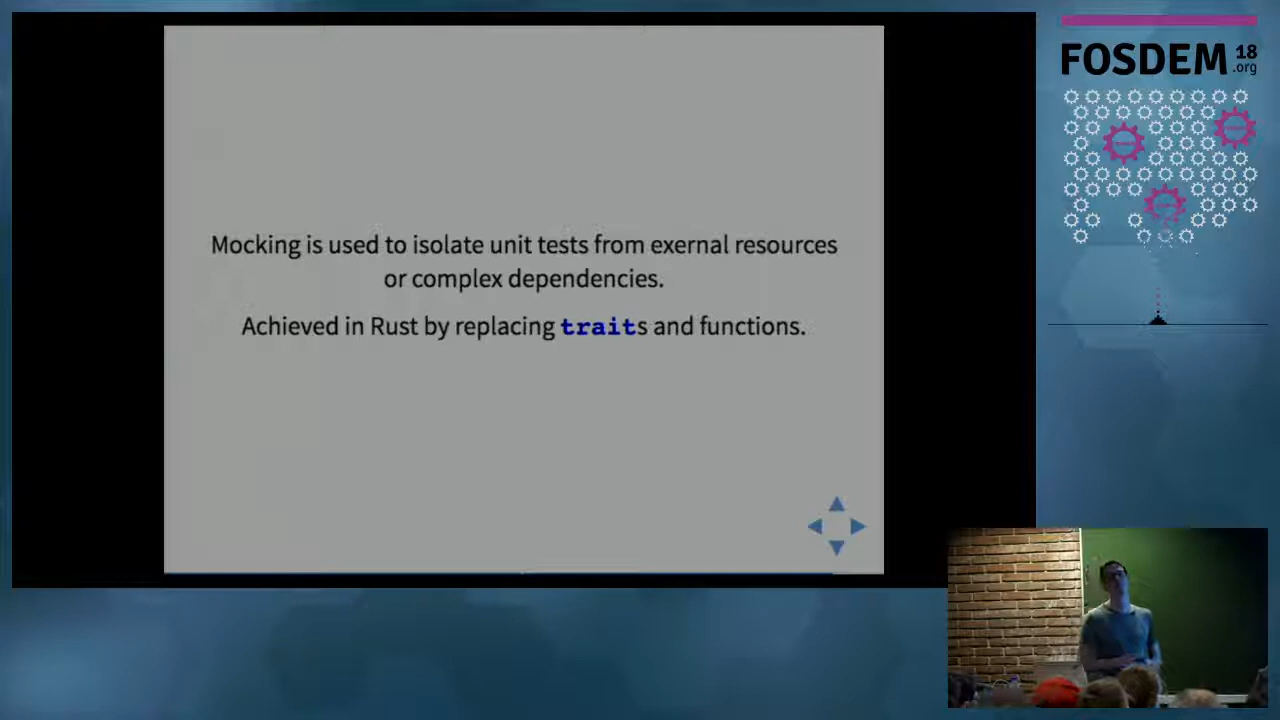 Mocking is used to isolate unit tests from exernal resources
or complex dependencies.
Achieved in Rust by replacing traits and functions.
FOSDEM 18
.org